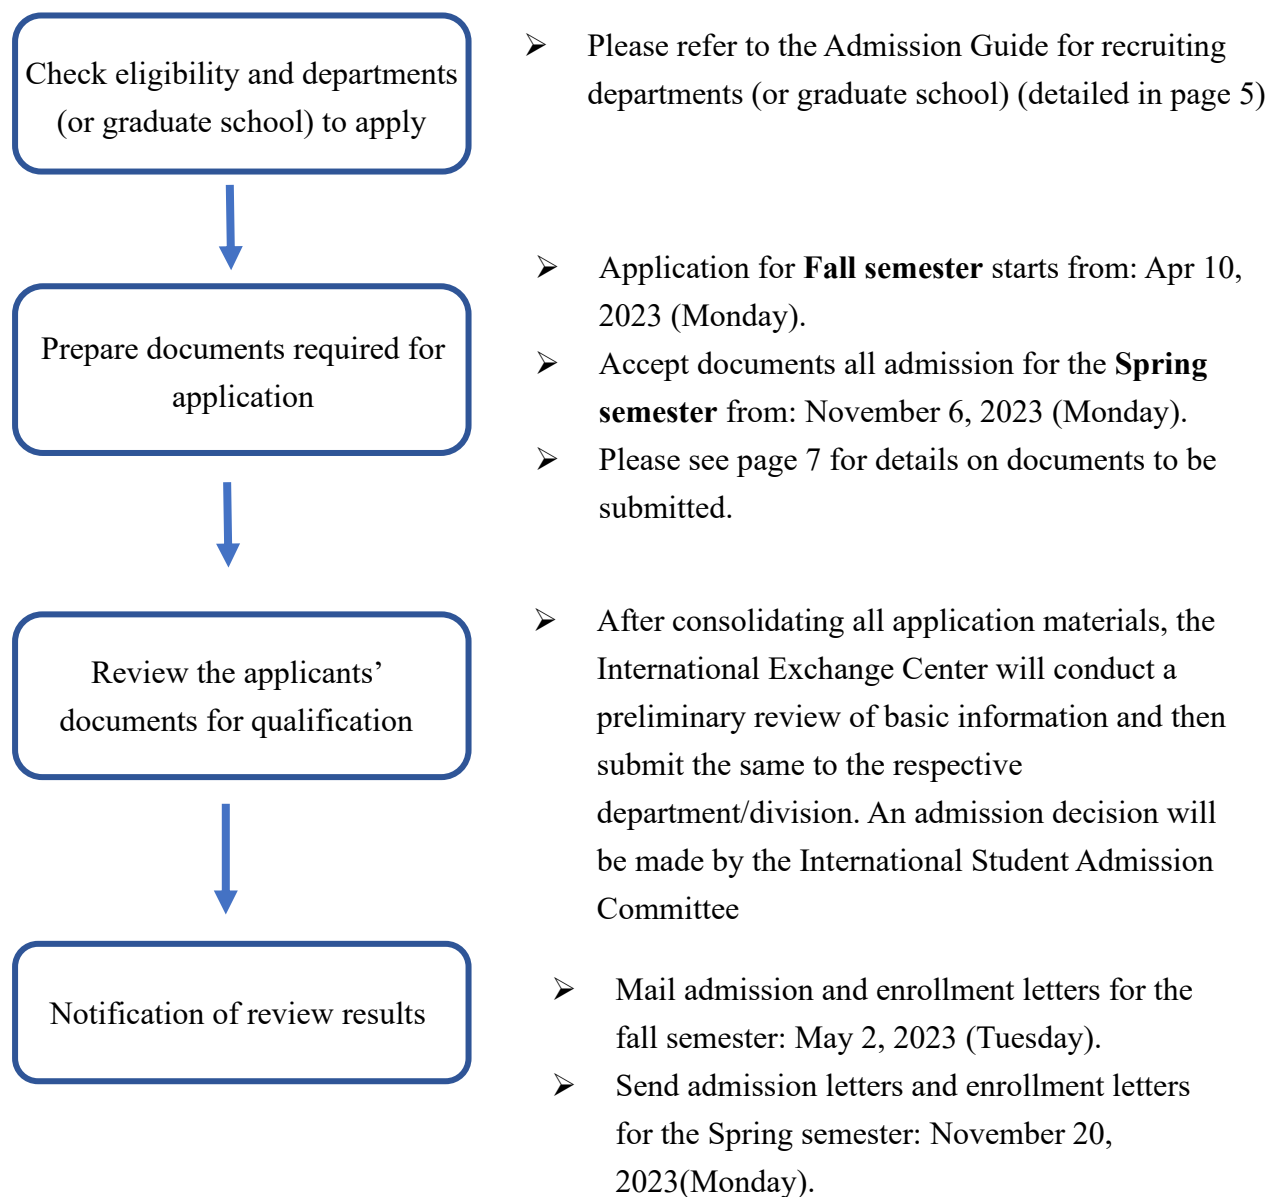 Check eligibility and departments
(or graduate school) to apply
➢ Please refer to the Admission Guide for recruiting
departments (or graduate school) (detailed in page 5)
Prepare documents required for
application
➢ Application for Fall semester starts from: Apr 10,
2023 (Monday).
➢ Accept documents all admission for the Spring
semester from: November 6, 2023 (Monday).
➢ Please see page 7 for details on documents to be
submitted.
Review the applicants’
documents for qualification
➢ After consolidating all application materials, the
International Exchange Center will conduct a
preliminary review of basic information and then
submit the same to the respective
department/division. An admission decision will
be made by the International Student Admission
Committee
Notification of review results
➢ Mail admission and enrollment letters for the
fall semester: May 2, 2023 (Tuesday).
➢ Send admission letters and enrollment letters
for the Spring semester: November 20,
2023(Monday).